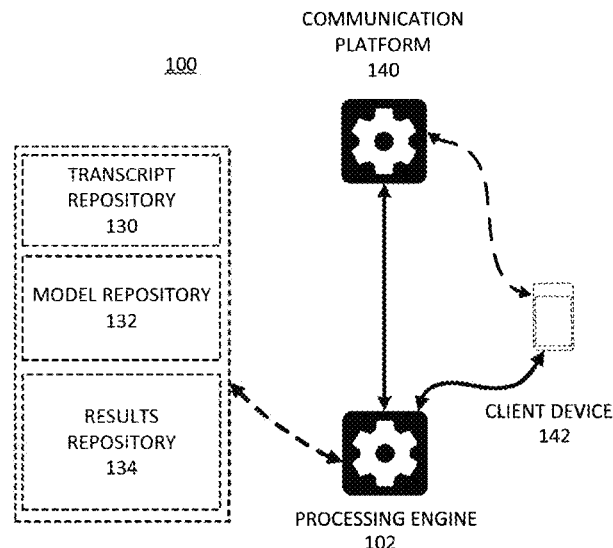 COMMUNICATION
PLATFORM
140
100
TRANSCRIPT
REPOSITORY
130
MODEL REPOSITORY
132
RESULTS
REPOSITORY
134
CLIENT DEVICE
142
PROCESSING ENGINE
102